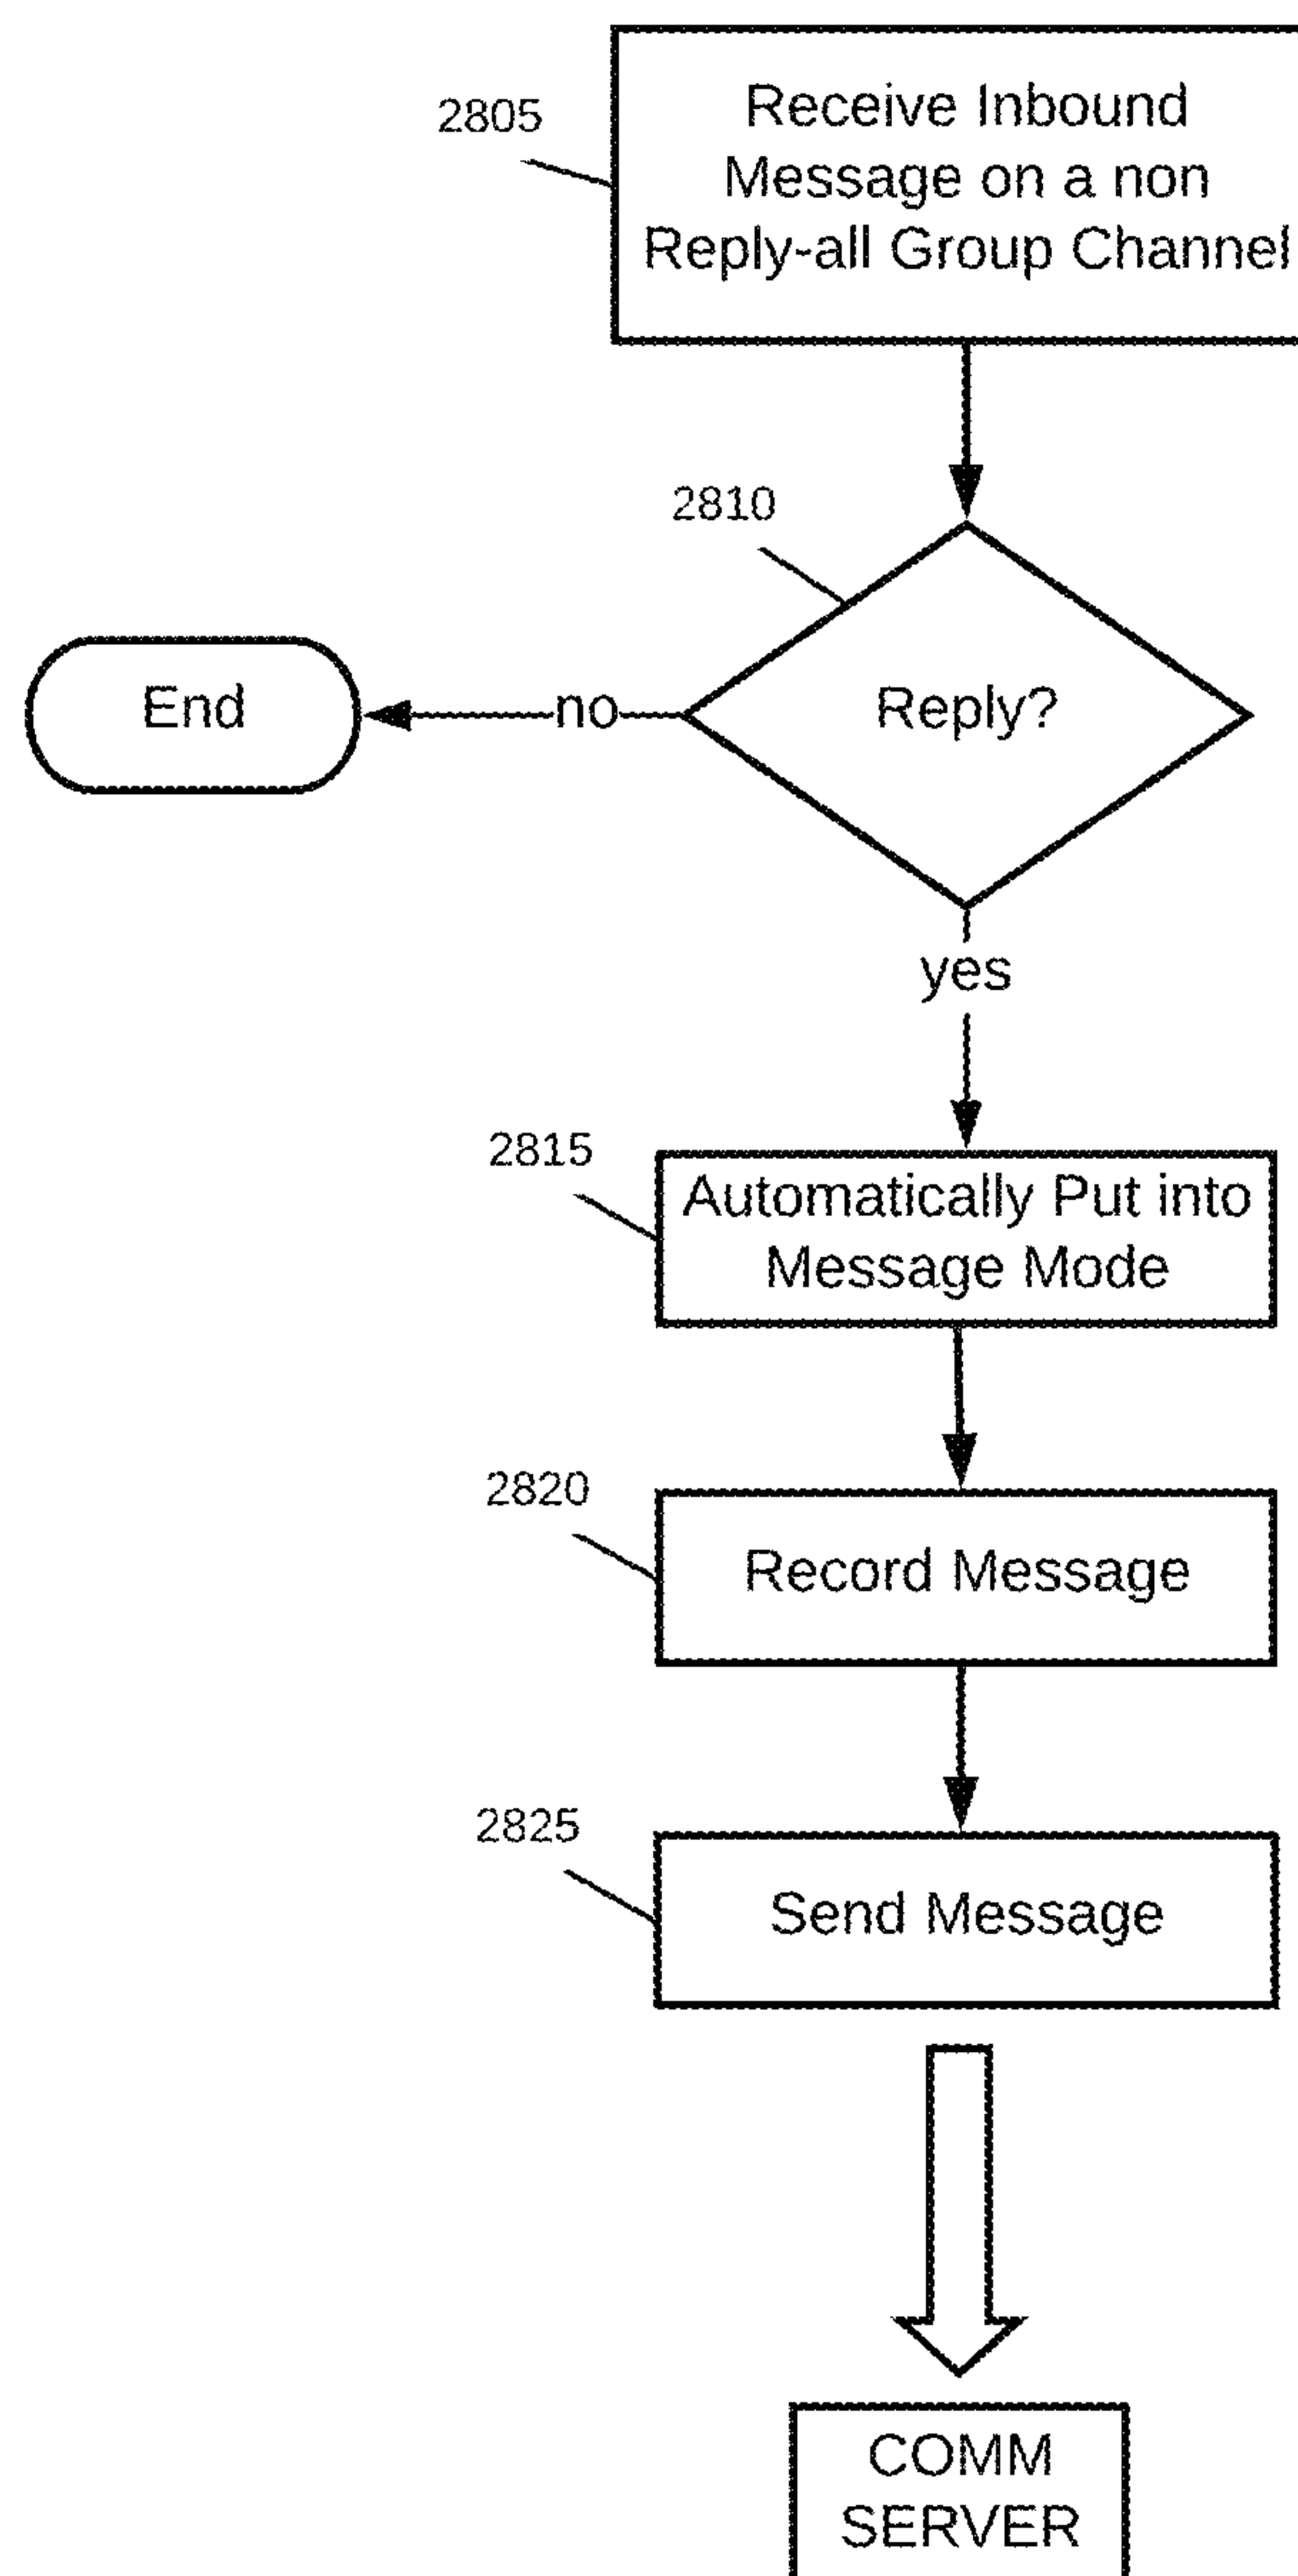 2805
Receive Inbound
Message on a non
Reply-all Group Channel
2810
Reply?
no
End
yes
2815
Automatically Put into
Message Mode
2820
Record Message
2825
Send Message
COMM
SERVER